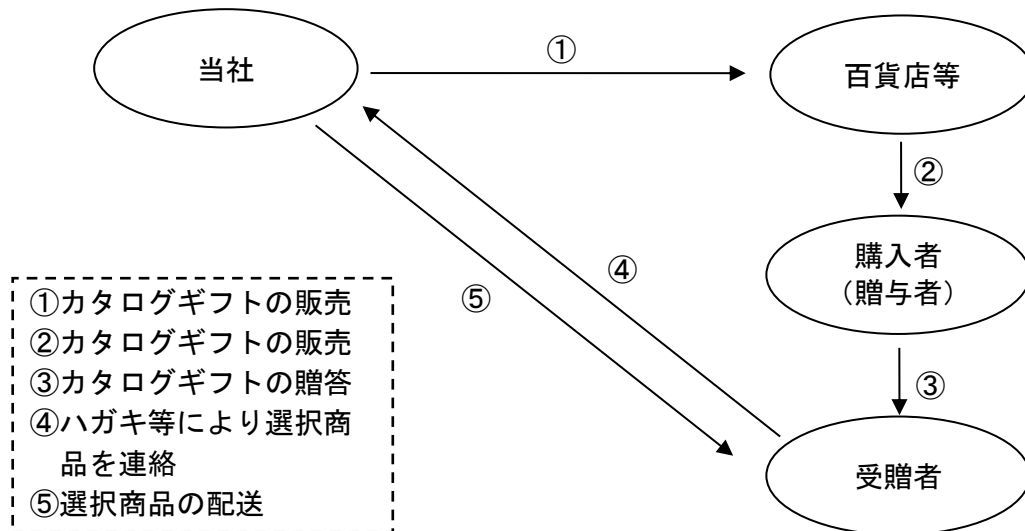 当社
①
百貨店等
②
購入者
（贈与者）
③
受贈者
④
⑤
①カタログギフトの販売
②カタログギフトの販売
③カタログギフトの贈答
④ハガキ等により選択商
品を連絡
⑤選択商品の配送